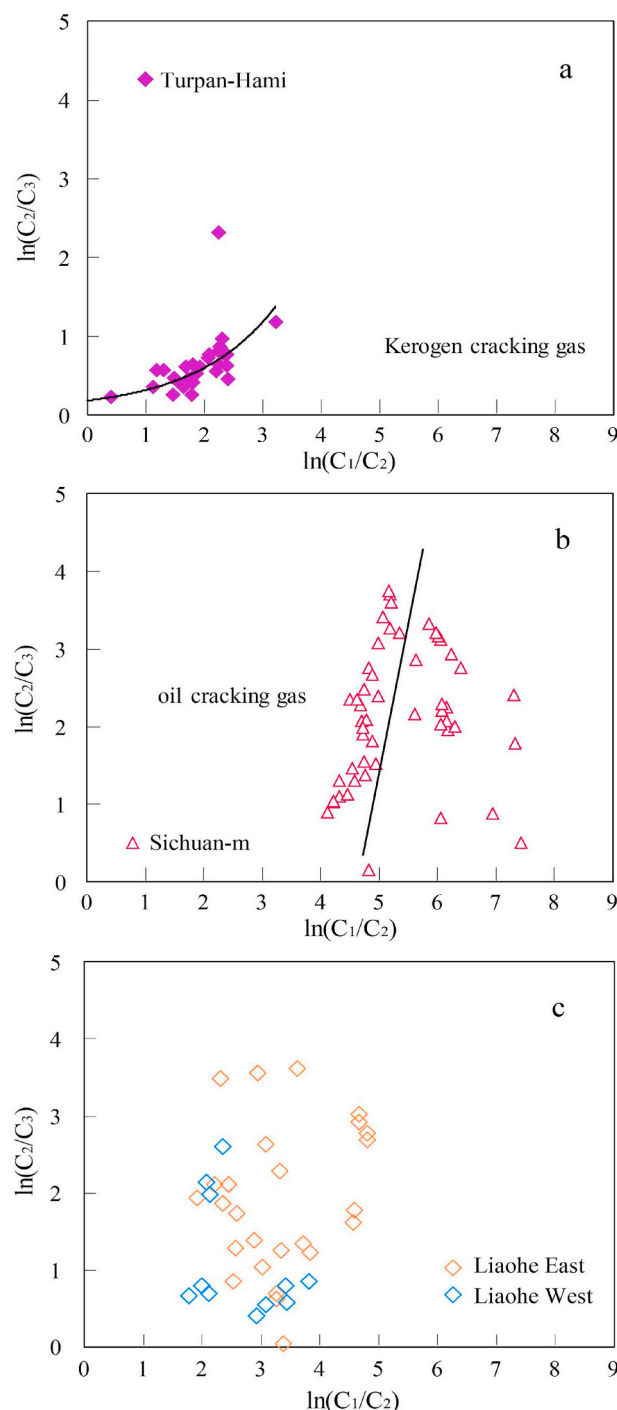 5
a
Turpan-Hami
4
ln(C₂/C₃)
3
2
1
Kerogen cracking gas
0
0 1 2 3 4 5 6 7 8 9
ln(C₁/C₂)
5
b
4
ln(C₂/C₃)
3
oil cracking gas
2
1
Sichuan-m
0
0 1 2 3 4 5 6 7 8 9
ln(C₁/C₂)
5
c
4
ln(C₂/C₃)
3
2
1
Liaohe East
Liaohe West
0
0 1 2 3 4 5 6 7 8 9
ln(C₁/C₂)